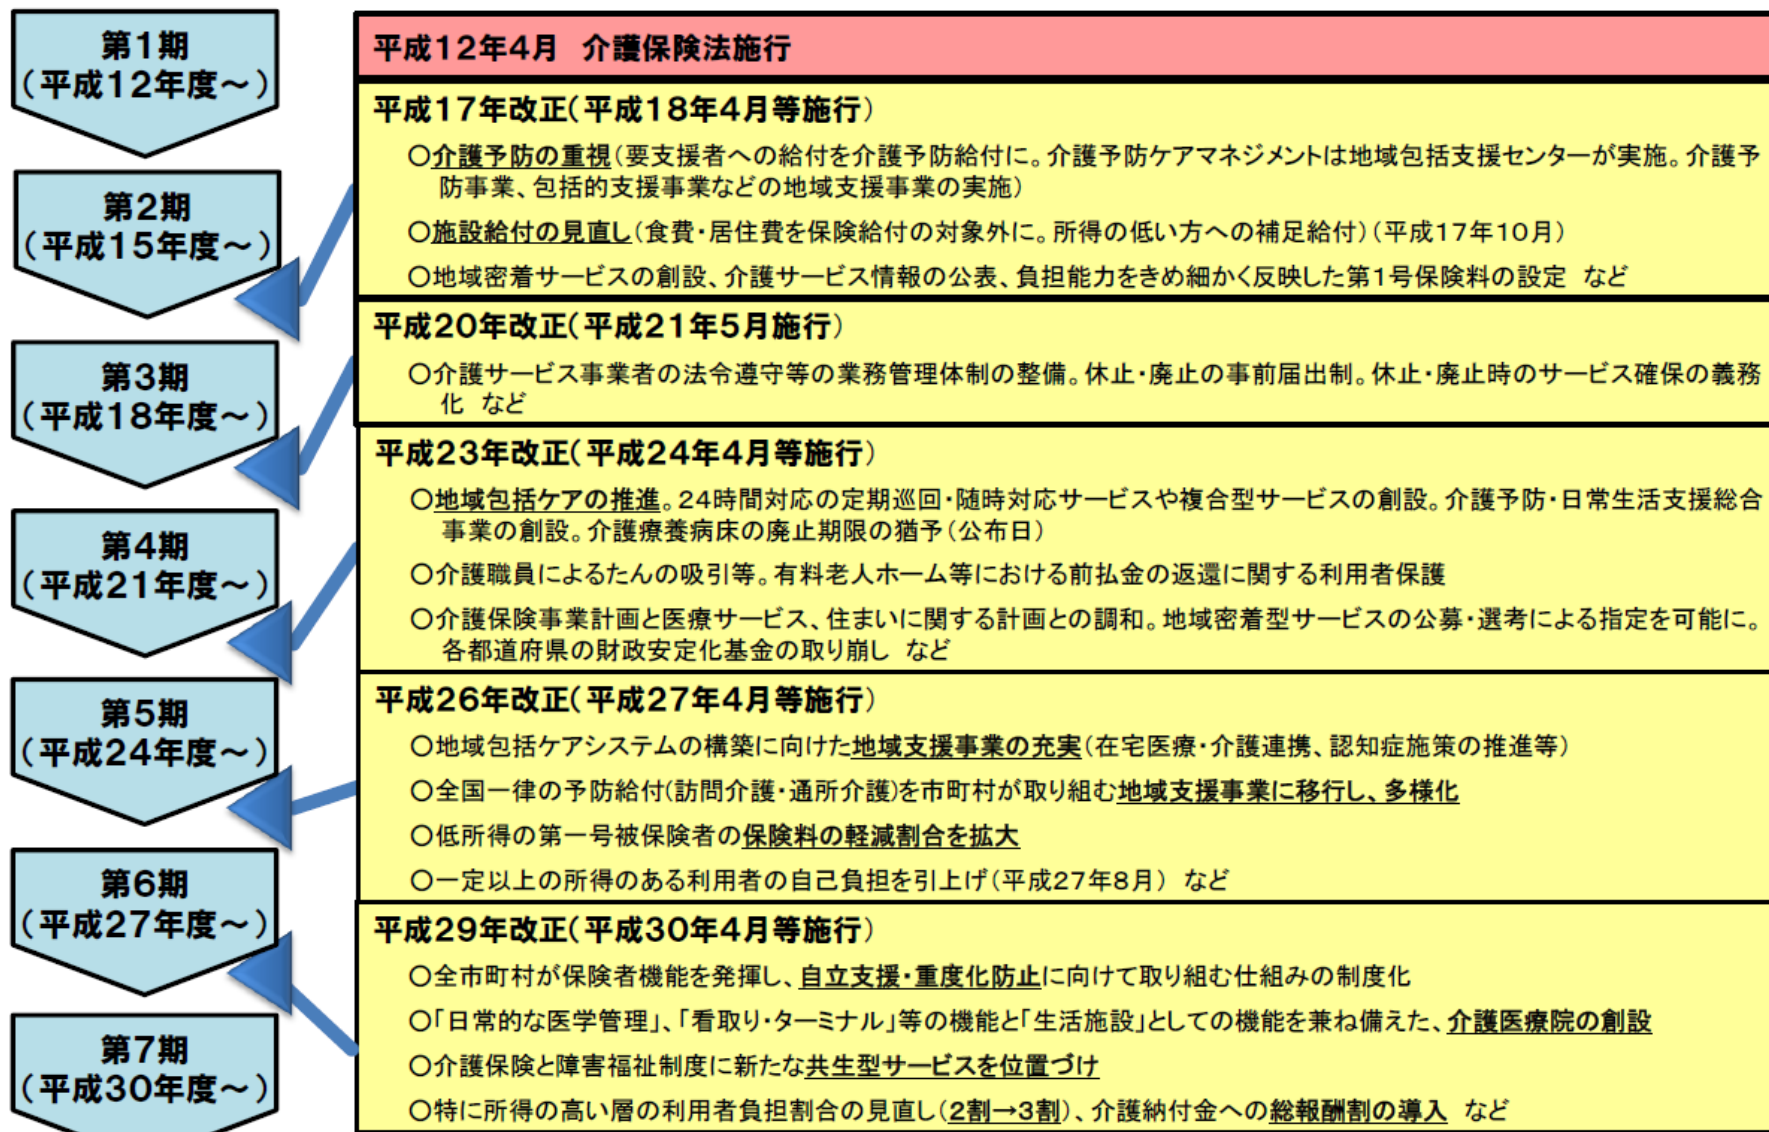 第1期
（平成12年度～）
第2期
（平成15年度～）
第3期
（平成18年度～）
第4期
（平成21年度～）
第5期
（平成24年度～）
第6期
（平成27年度～）
第7期
（平成30年度～）
平成12年4月　介護保険法施行
平成17年改正（平成18年4月等施行）
○介護予防の重視（要支援者への給付を介護予防給付に。介護予防ケアマネジメントは地域包括支援センターが実施。介護予
防事業、包括的支援事業などの地域支援事業の実施）
○施設給付の見直し（食費・居住費を保険給付の対象外に。所得の低い方への補足給付）（平成17年10月）
○地域密着サービスの創設、介護サービス情報の公表、負担能力をきめ細かく反映した第1号保険料の設定　など
平成20年改正（平成21年5月施行）
○介護サービス事業者の法令遵守等の業務管理体制の整備。休止・廃止の事前届出制。休止・廃止時のサービス確保の義務
化　など
平成23年改正（平成24年4月等施行）
○地域包括ケアの推進。24時間対応の定期巡回・随時対応サービスや複合型サービスの創設。介護予防・日常生活支援総合
事業の創設。介護療養病床の廃止期限の猶予（公布日）
○介護職員によるたんの吸引等。有料老人ホーム等における前払金の返還に関する利用者保護
○介護保険事業計画と医療サービス、住まいに関する計画との調和。地域密着型サービスの公募・選考による指定を可能に。
各都道府県の財政安定化基金の取り崩し　など
平成26年改正（平成27年4月等施行）
○地域包括ケアシステムの構築に向けた地域支援事業の充実（在宅医療・介護連携、認知症施策の推進等）
○全国一律の予防給付(訪問介護・通所介護)を市町村が取り組む地域支援事業に移行し、多様化
○低所得の第一号被保険者の保険料の軽減割合を拡大
○一定以上の所得のある利用者の自己負担を引上げ（平成27年8月）　など
平成29年改正（平成30年4月等施行）
○全市町村が保険者機能を発揮し、自立支援・重度化防止に向けて取り組む仕組みの制度化
○「日常的な医学管理」、「看取り・ターミナル」等の機能と「生活施設」としての機能を兼ね備えた、介護医療院の創設
○介護保険と障害福祉制度に新たな共生型サービスを位置づけ
○特に所得の高い層の利用者負担割合の見直し（2割→3割）、介護納付金への総報酬割の導入　など